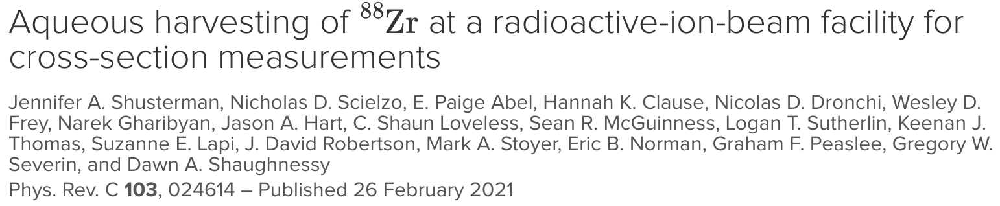 Aqueous harvesting of ⁸⁸Zr at a radioactive-ion-beam facility for
cross-section measurements
Jennifer A. Shusterman, Nicholas D. Scielzo, E. Paige Abel, Hannah K. Clause, Nicolas D. Dronchi, Wesley D.
Frey, Narek Gharibyan, Jason A. Hart, C. Shaun Loveless, Sean R. McGuinness, Logan T. Sutherlin, Keenan J.
Thomas, Suzanne E. Lapi, J. David Robertson, Mark A. Stoyer, Eric B. Norman, Graham F. Peaslee, Gregory W.
Severin, and Dawn A. Shaughnessy
Phys. Rev. C 103, 024614 – Published 26 February 2021